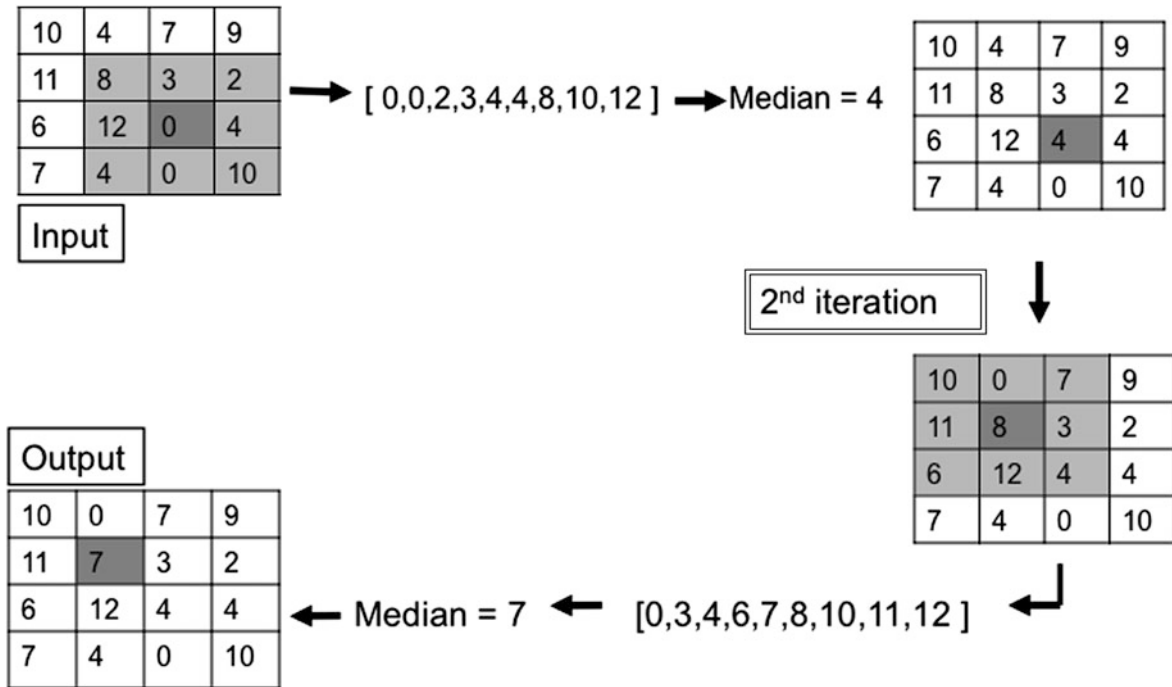 10 4 7 9
11 8 3 2
6 12 0 4
7 4 0 10
Input
[ 0,0,2,3,4,4,8,10,12 ]
Median = 4
10 4 7 9
11 8 3 2
6 12 4 4
7 4 0 10
2nd iteration
10 0 7 9
11 8 3 2
6 12 4 4
7 4 0 10
[0,3,4,6,7,8,10,11,12 ]
Median = 7
Output
10 0 7 9
11 7 3 2
6 12 4 4
7 4 0 10